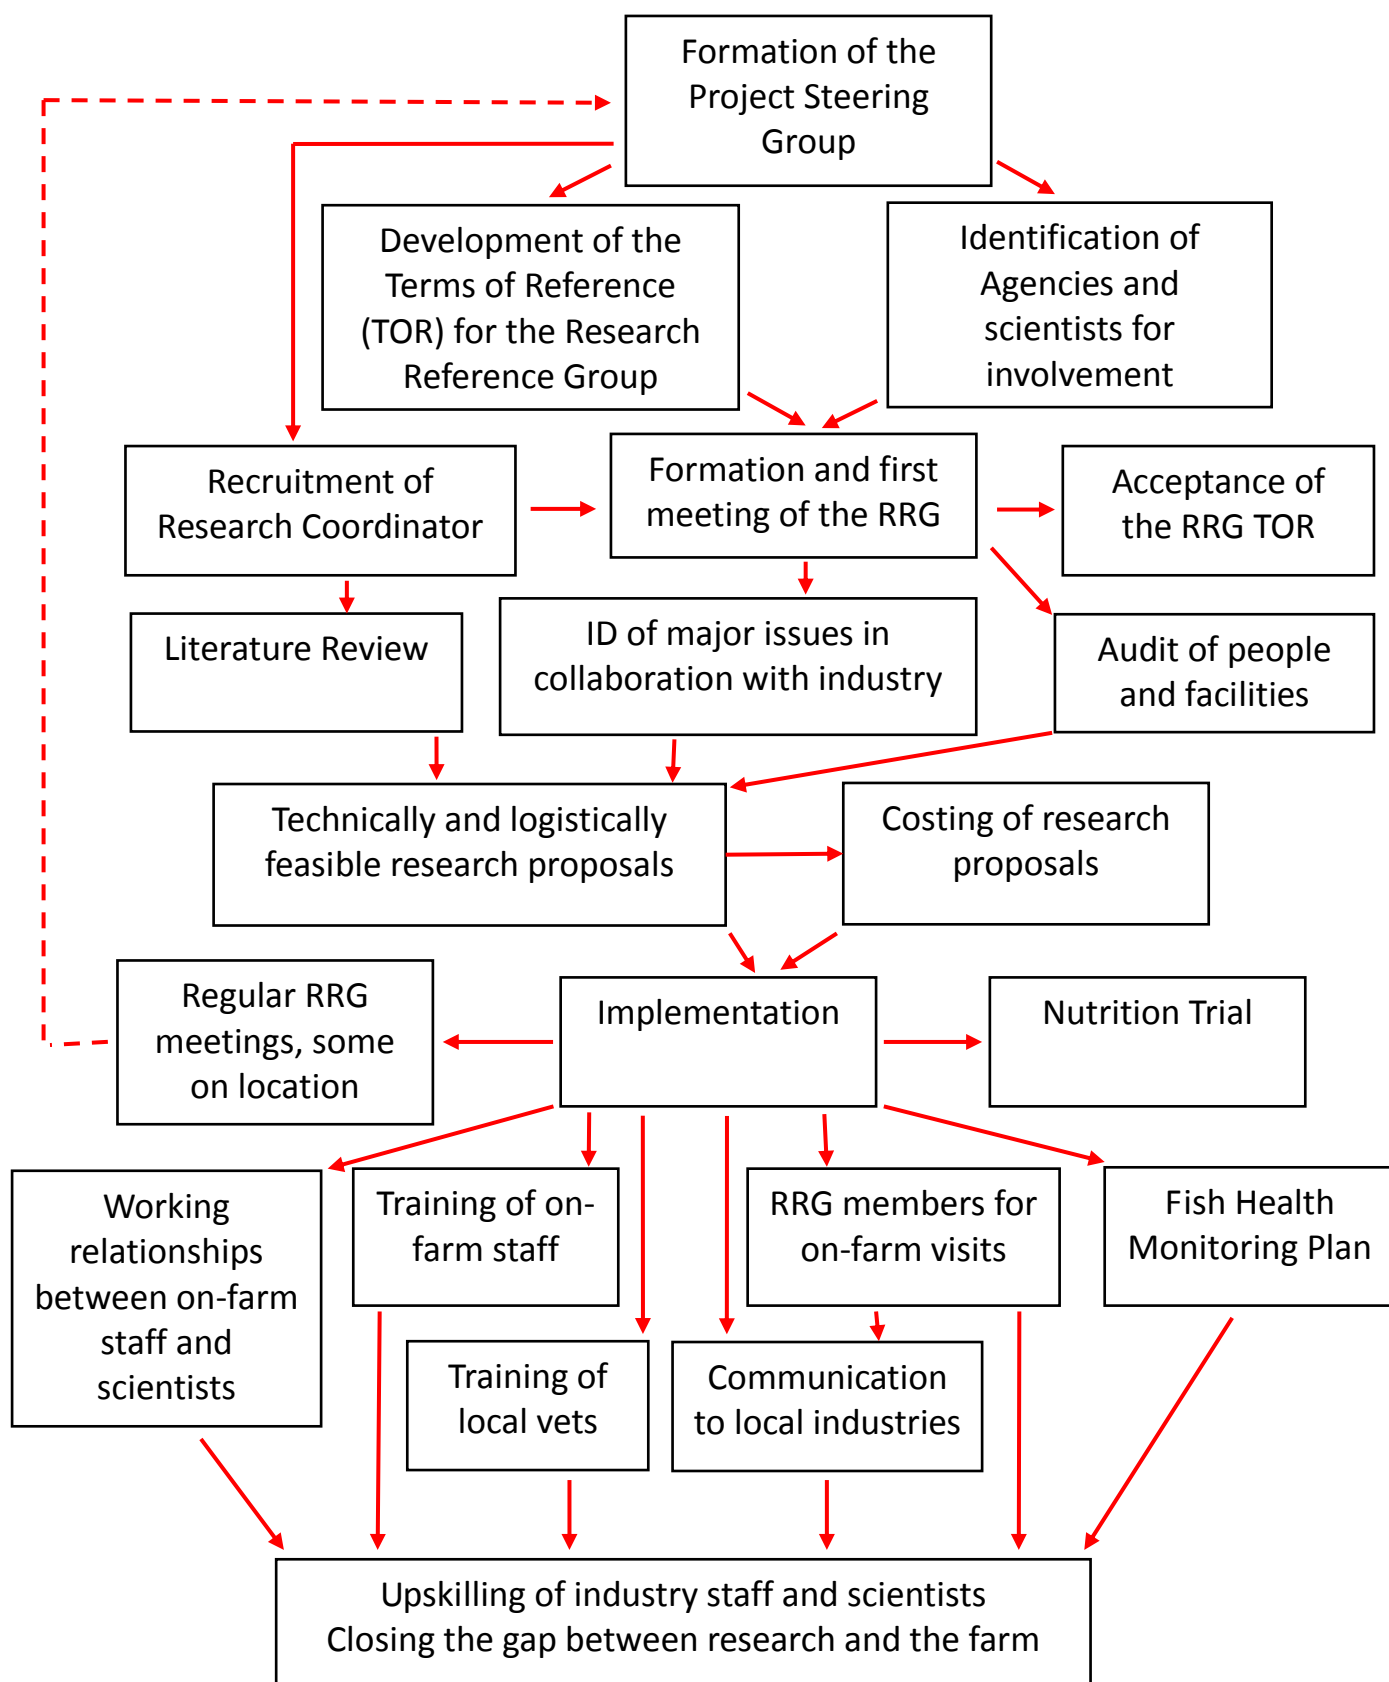 Formation of the
Project Steering
Group
Development of the
Terms of Reference
(TOR) for the Research
Reference Group
Identification of
Agencies and
scientists for
involvement
Recruitment of
Research Coordinator
Formation and first
meeting of the RRG
Acceptance of
the RRG TOR
Literature Review
ID of major issues in
collaboration with industry
Audit of people
and facilities
Technically and logistically
feasible research proposals
Costing of research
proposals
Regular RRG
meetings, some
on location
Implementation
Nutrition Trial
Working
relationships
between on-farm
staff and
scientists
Training of on-
farm staff
RRG members for
on-farm visits
Fish Health
Monitoring Plan
Training of
local vets
Communication
to local industries
Upskilling of industry staff and scientists
Closing the gap between research and the farm